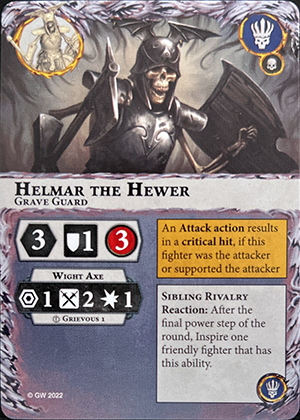 Helmar the Hewer
Grave Guard
3 1 3
An Attack action results
in a critical hit, if this
fighter was the attacker
or supported the attacker
Wight Axe
1 2 1
Grievous 1
Sibling Rivalry
Reaction: After the
final power step of the
round, Inspire one
friendly fighter that has
this ability.
© GW 2022